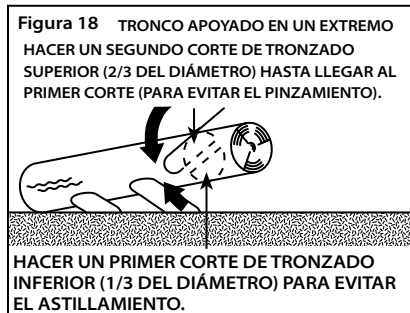 Figura 18 TRONCO APOYADO EN UN EXTREMO
HACER UN SEGUNDO CORTE DE TRONZADO
SUPERIOR (2/3 DEL DIÁMETRO) HASTA LLEGAR AL
PRIMER CORTE (PARA EVITAR EL PINZAMIENTO).
HACER UN PRIMER CORTE DE TRONZADO
INFERIOR (1/3 DEL DIÁMETRO) PARA EVITAR
EL ASTILLAMIENTO.